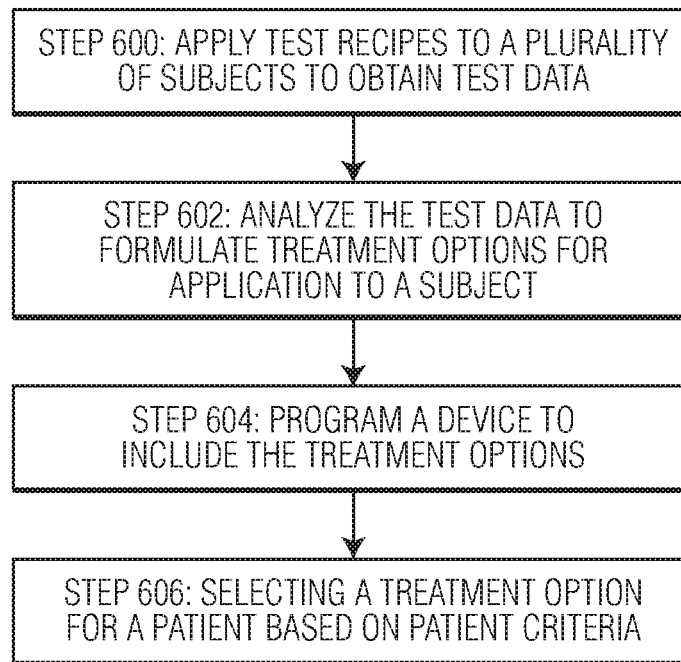 STEP 600: APPLY TEST RECIPES TO A PLURALITY
OF SUBJECTS TO OBTAIN TEST DATA
STEP 602: ANALYZE THE TEST DATA TO
FORMULATE TREATMENT OPTIONS FOR
APPLICATION TO A SUBJECT
STEP 604: PROGRAM A DEVICE TO
INCLUDE THE TREATMENT OPTIONS
STEP 606: SELECTING A TREATMENT OPTION
FOR A PATIENT BASED ON PATIENT CRITERIA